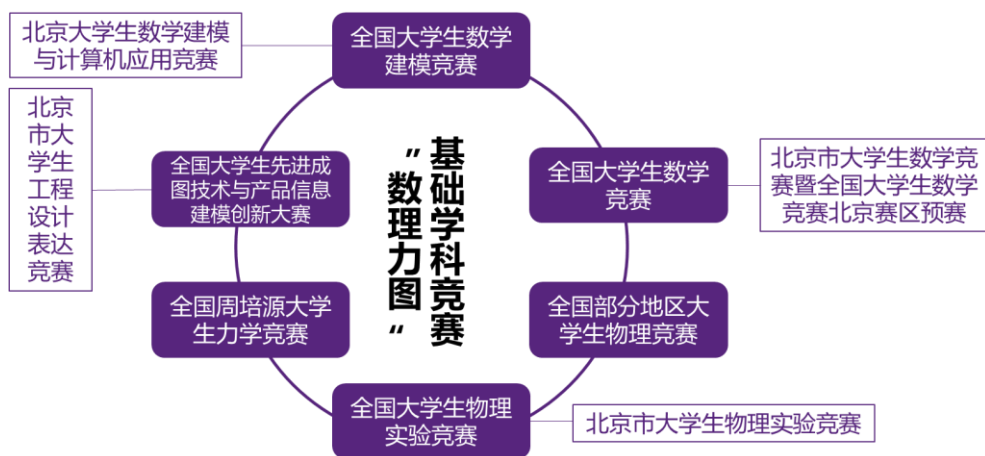 北京大学生数学建模
与计算机应用竞赛
全国大学生数学
建模竞赛
北京
市大
学生
工程
设计
表达
竞赛
全国大学生先进成
图技术与产品信息
建模创新大赛
基础学科竞赛
“数理力图”
全国大学生数学
竞赛
北京市大学生数学竞
赛暨全国大学生数学
竞赛北京赛区预赛
全国周培源大学
生力学竞赛
全国部分地区大
学生物理竞赛
全国大学生物理
实验竞赛
北京市大学生物理实验竞赛